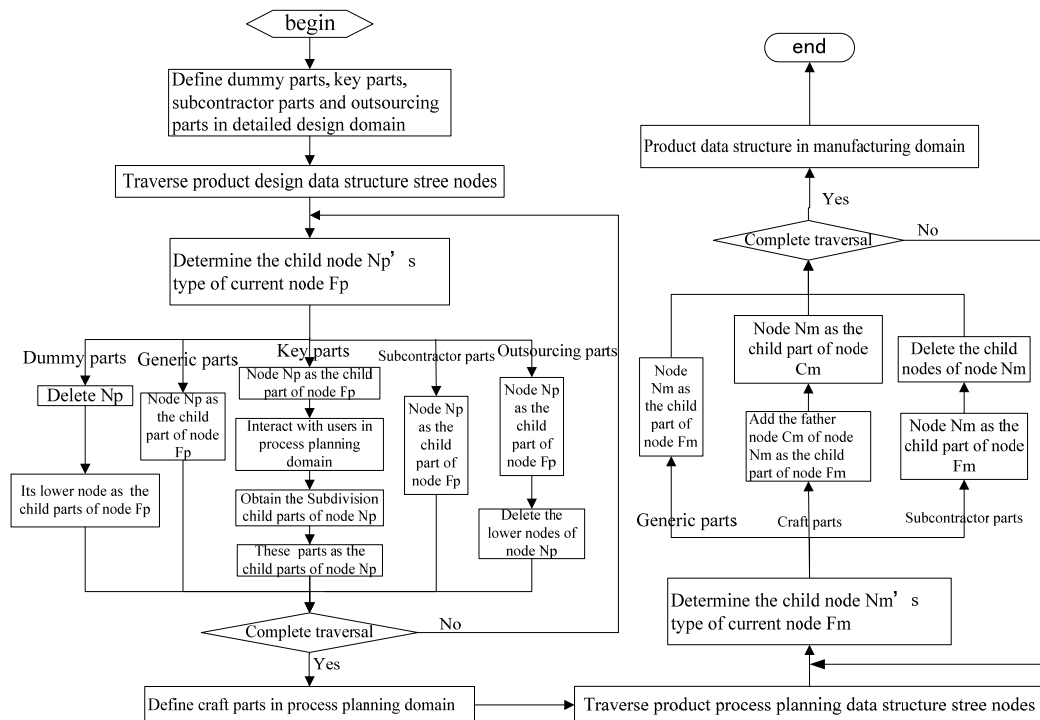 begin
Define dummy parts, key parts,
subcontractor parts and outsourcing
parts in detailed design domain
Traverse product design data structure stree nodes
Determine the child node Np's
type of current node Fp
Dummy parts
Delete Np
Its lower node as the
child parts of node Fp
Generic parts
Node Np as
the child
part of node
Fp
Key parts
Node Np as the child
part of node Fp
Interact with users in
process planning
domain
Obtain the Subdivision
child parts of node Np
These parts as the
child parts of node Np
Subcontractor parts
Node Np
as the
child
part of
node Fp
Outsourcing parts
Node Np
as the
child
part of
node Fp
Delete the
lower nodes of
node Np
Complete traversal
No
Yes
Define craft parts in process planning domain
Traverse product process planning data structure stree nodes
Determine the child node Nm's
type of current node Fm
Generic parts
Node
Nm as
the child
part of
node Fm
Craft parts
Add the father
node Cm of node
Nm as the child
part of node Fm
Node Nm as the
child part of node
Cm
Subcontractor parts
Node Nm as the
child part of node
Fm
Delete the child
nodes of node Nm
Complete traversal
No
Yes
Product data structure in manufacturing domain
end